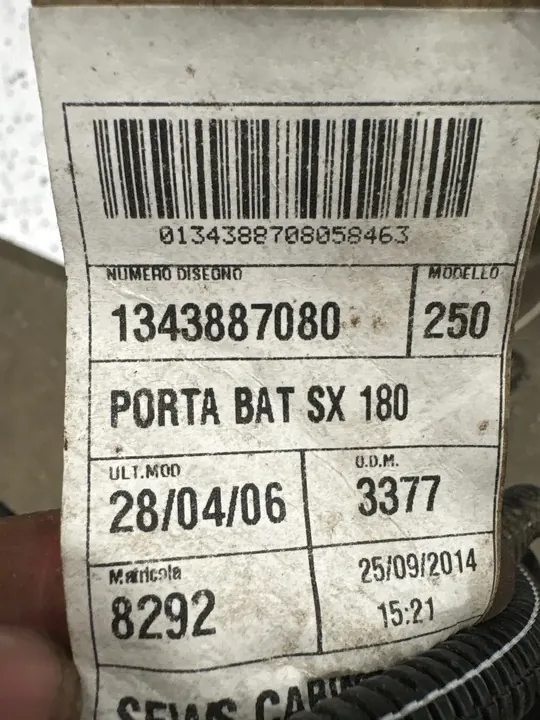 0134388708058463
NUMERO DISEGNO
MODELLO
1343887080
250
PORTA BAT SX 180
ULT.MOD
O.D.M.
28/04/06
3377
Matricola
25/09/2014
8292
15:21